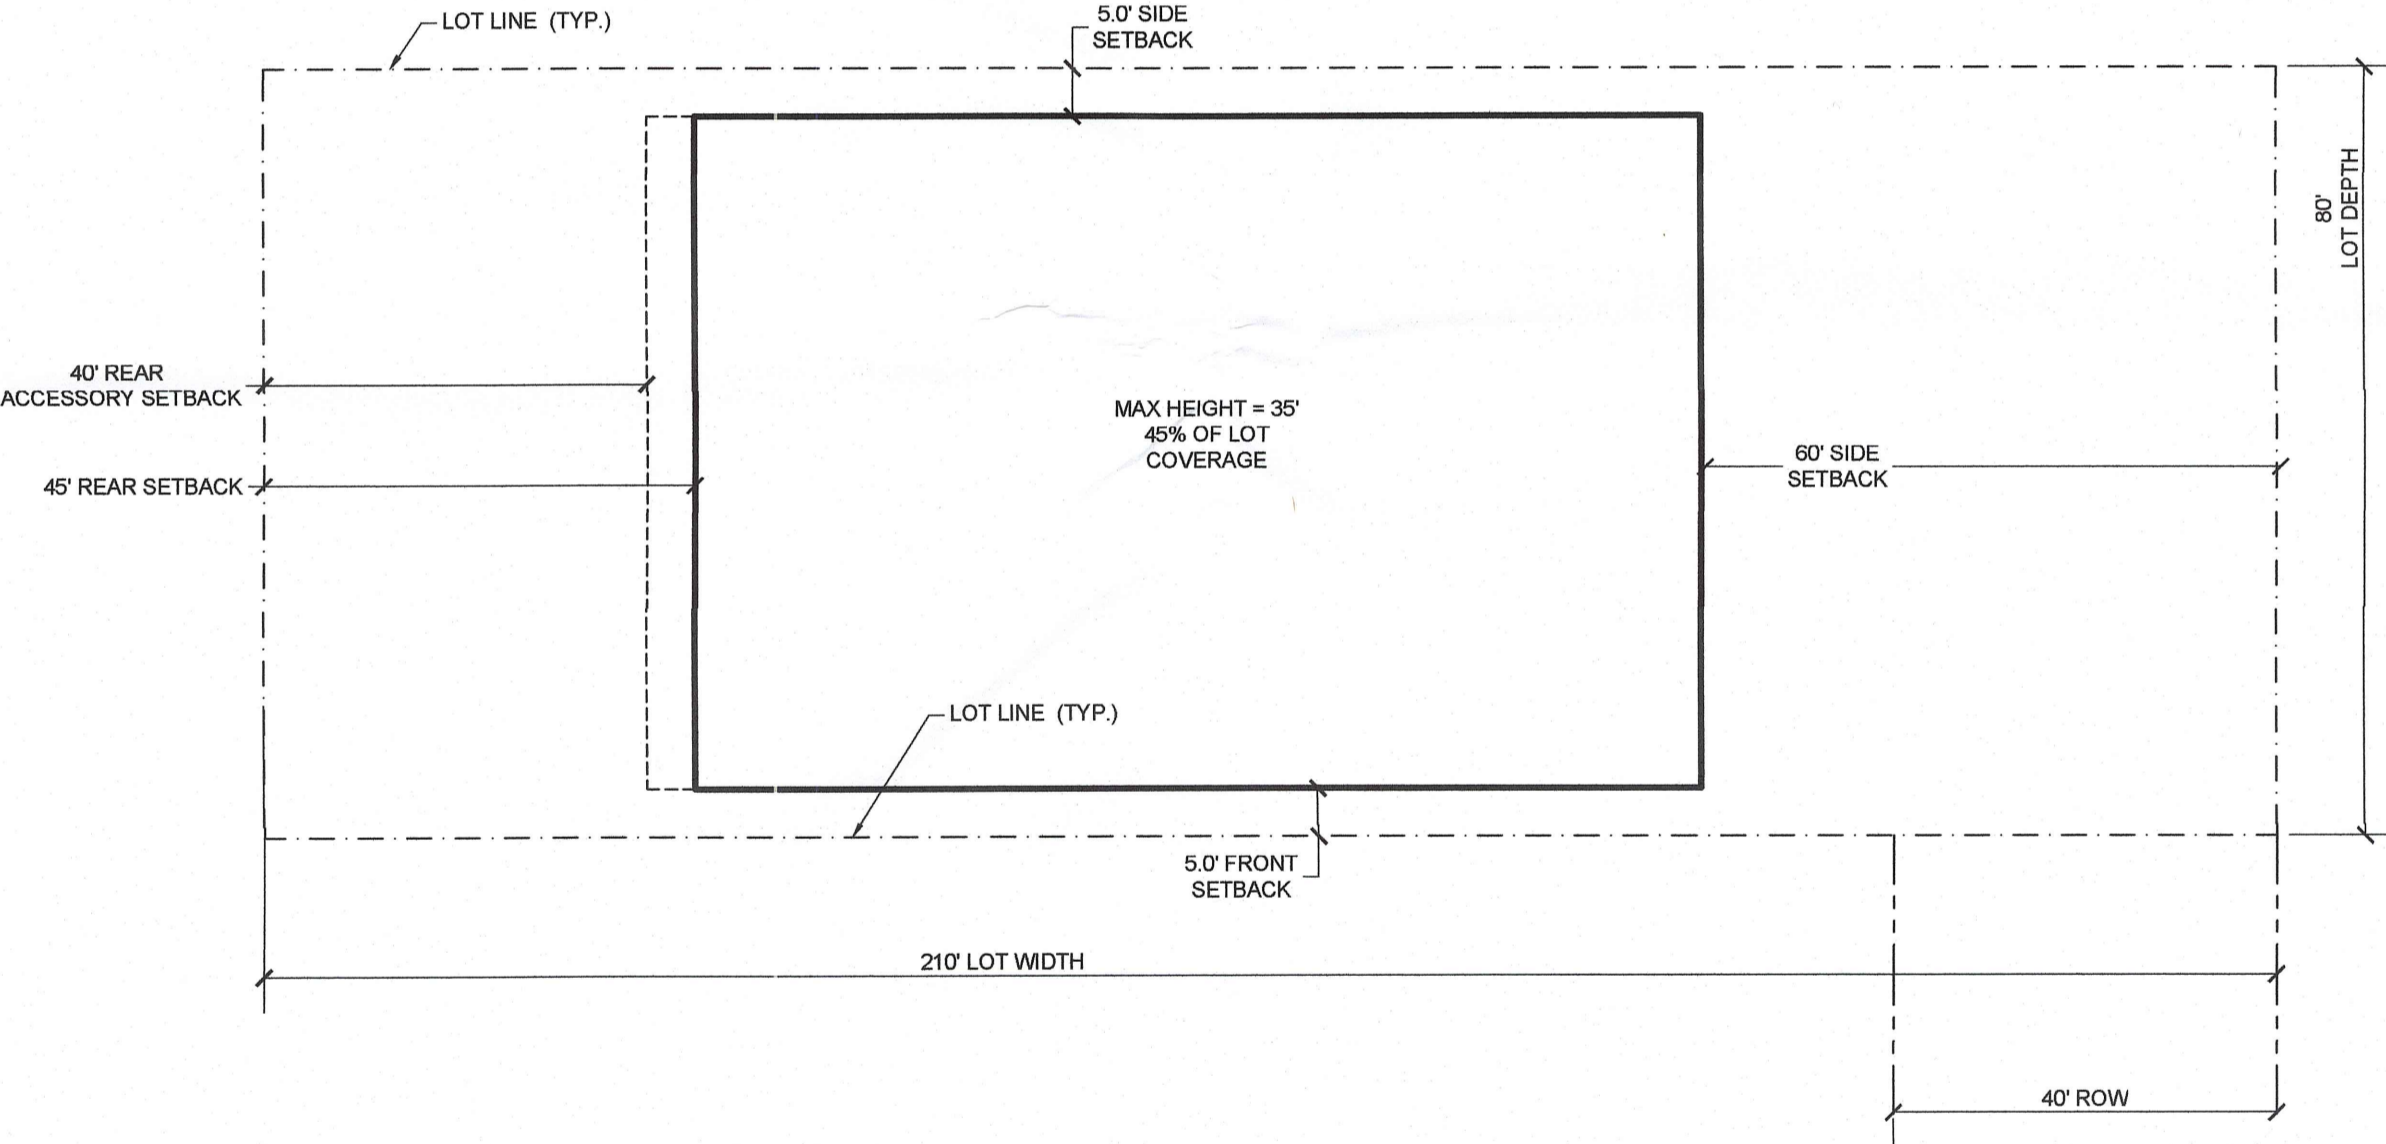 LOT LINE (TYP.)
5.0' SIDE
SETBACK
80'
LOT DEPTH
40' REAR
ACCESSORY SETBACK
MAX HEIGHT = 35'
45% OF LOT
COVERAGE
60' SIDE
SETBACK
45' REAR SETBACK
LOT LINE (TYP.)
5.0' FRONT
SETBACK
210' LOT WIDTH
40' ROW